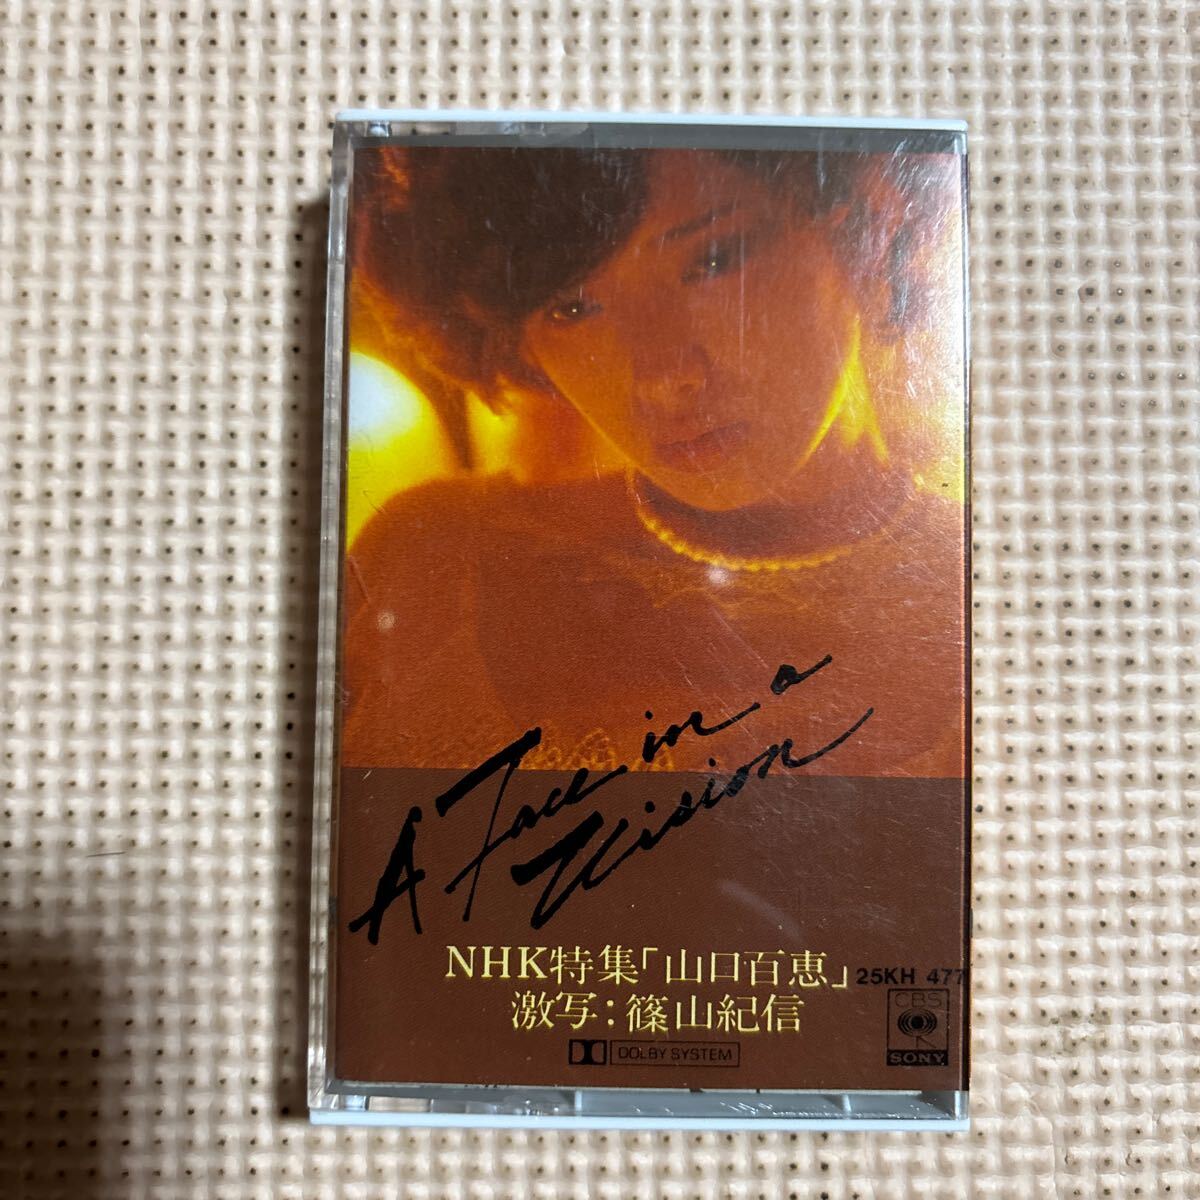 A Face in a
Vision
NHK特集「山口百恵」
25KH 477
激写：篠山紀信
CBS
SONY
DOLBY SYSTEM